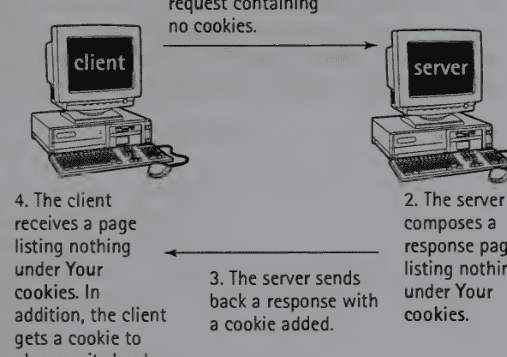 request containing
no cookies.
client
server
4. The client
receives a page
listing nothing
under Your
cookies. In
addition, the client
gets a cookie to
3. The server sends
back a response with
a cookie added.
2. The server
composes a
response
listing
under Your
cookies.